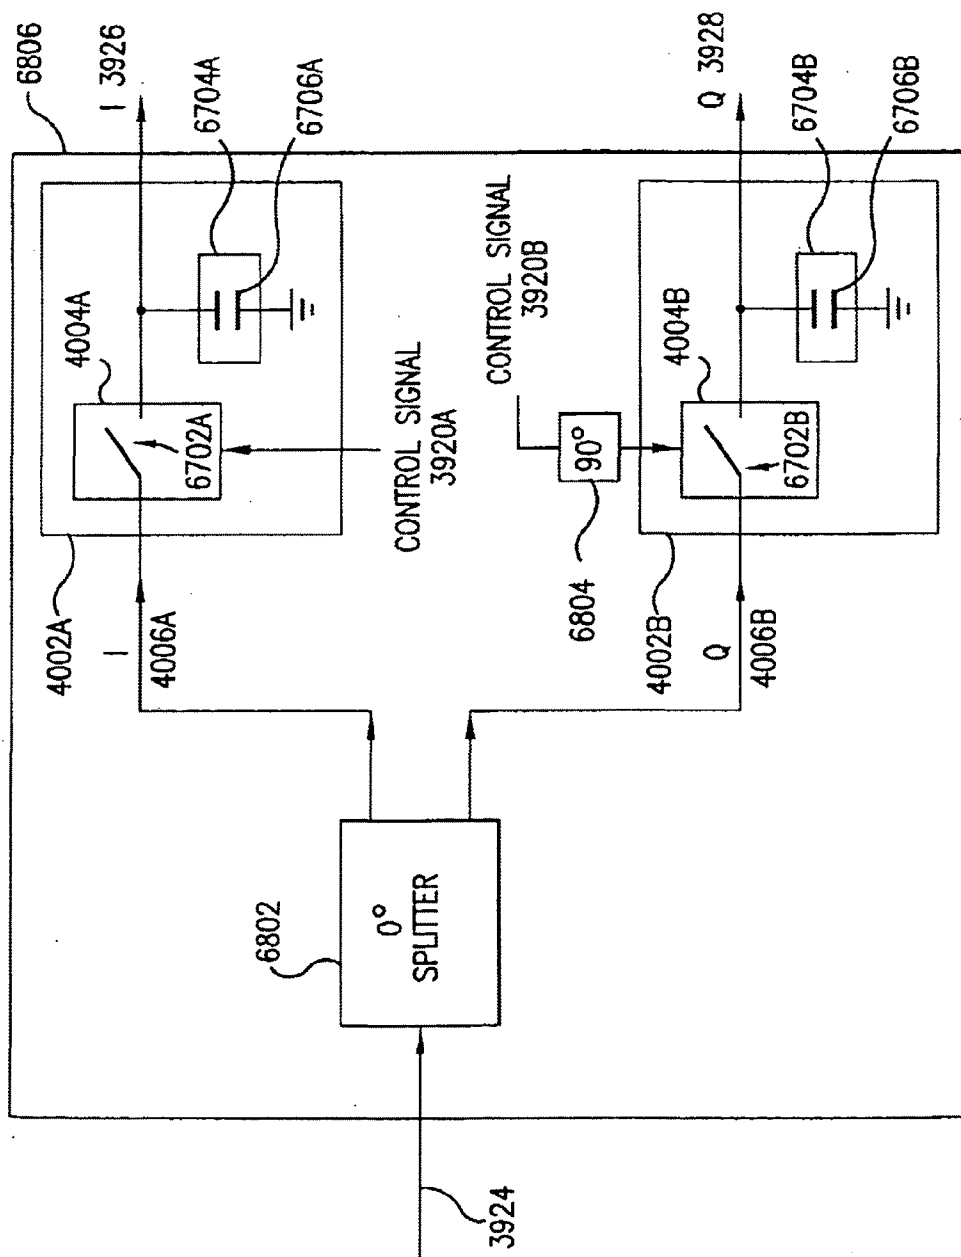 6806
I 3926
6704A
6706A
4004A
6702A
4002A
I
4006A
CONTROL SIGNAL
3920A
CONTROL SIGNAL
3920B
90°
6804
Q 3928
6704B
6706B
4004B
6702B
4002B
Q
4006B
6802
0°
SPLITTER
3924